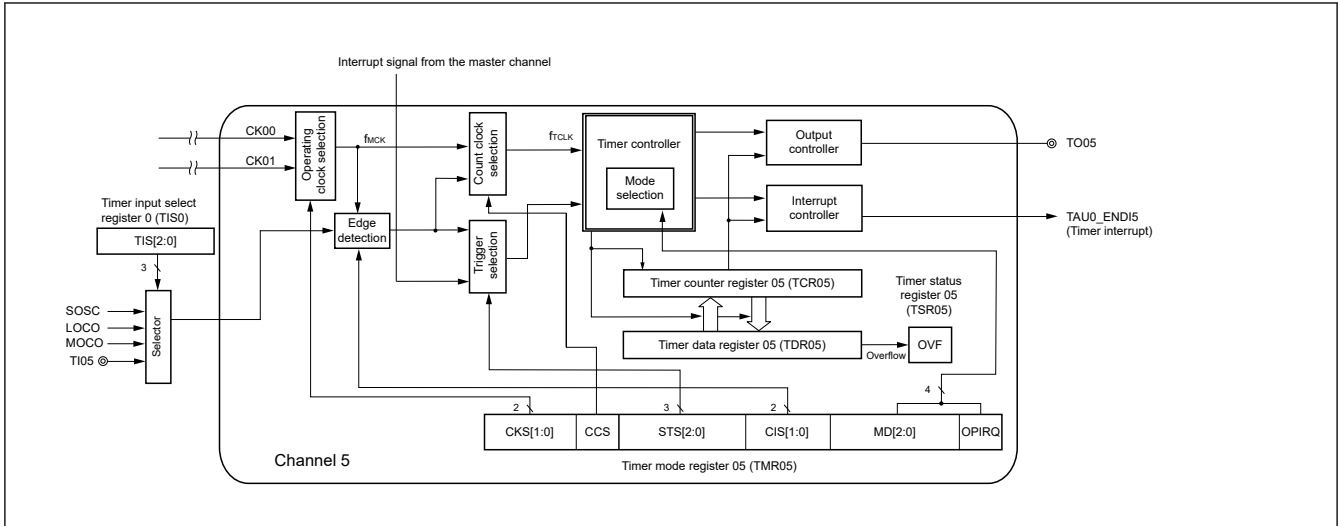 Interrupt signal from the master channel
CK00
CK01
Operating
clock selection
fMCK
Count clock
selection
fTCLK
Timer controller
Mode
selection
Output
controller
TO05
Interrupt
controller
TAU0_ENDI5
(Timer interrupt)
Timer input select
register 0 (TIS0)
TIS[2:0]
3
Edge
detection
Trigger
selection
SOSC
LOCO
MOCO
TI05
Selector
Timer counter register 05 (TCR05)
Timer status
register 05
(TSR05)
Timer data register 05 (TDR05)
Overflow
OVF
2
3
2
4
CKS[1:0]
CCS
STS[2:0]
CIS[1:0]
MD[2:0]
OPIRQ
Channel 5
Timer mode register 05 (TMR05)